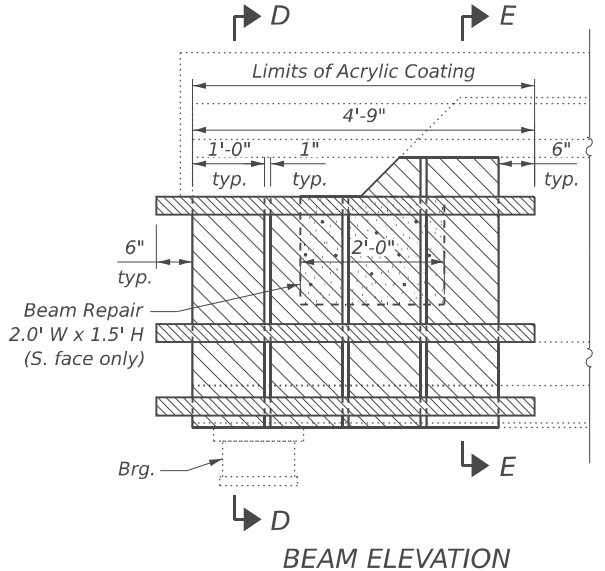 D
E
Limits of Acrylic Coating
4'-9"
1'-0"
1"
6"
typ.
typ.
typ.
2'-0"
6"
typ.
Beam Repair
2.0' W x 1.5' H
(S. face only)
Brg.
E
D
BEAM ELEVATION